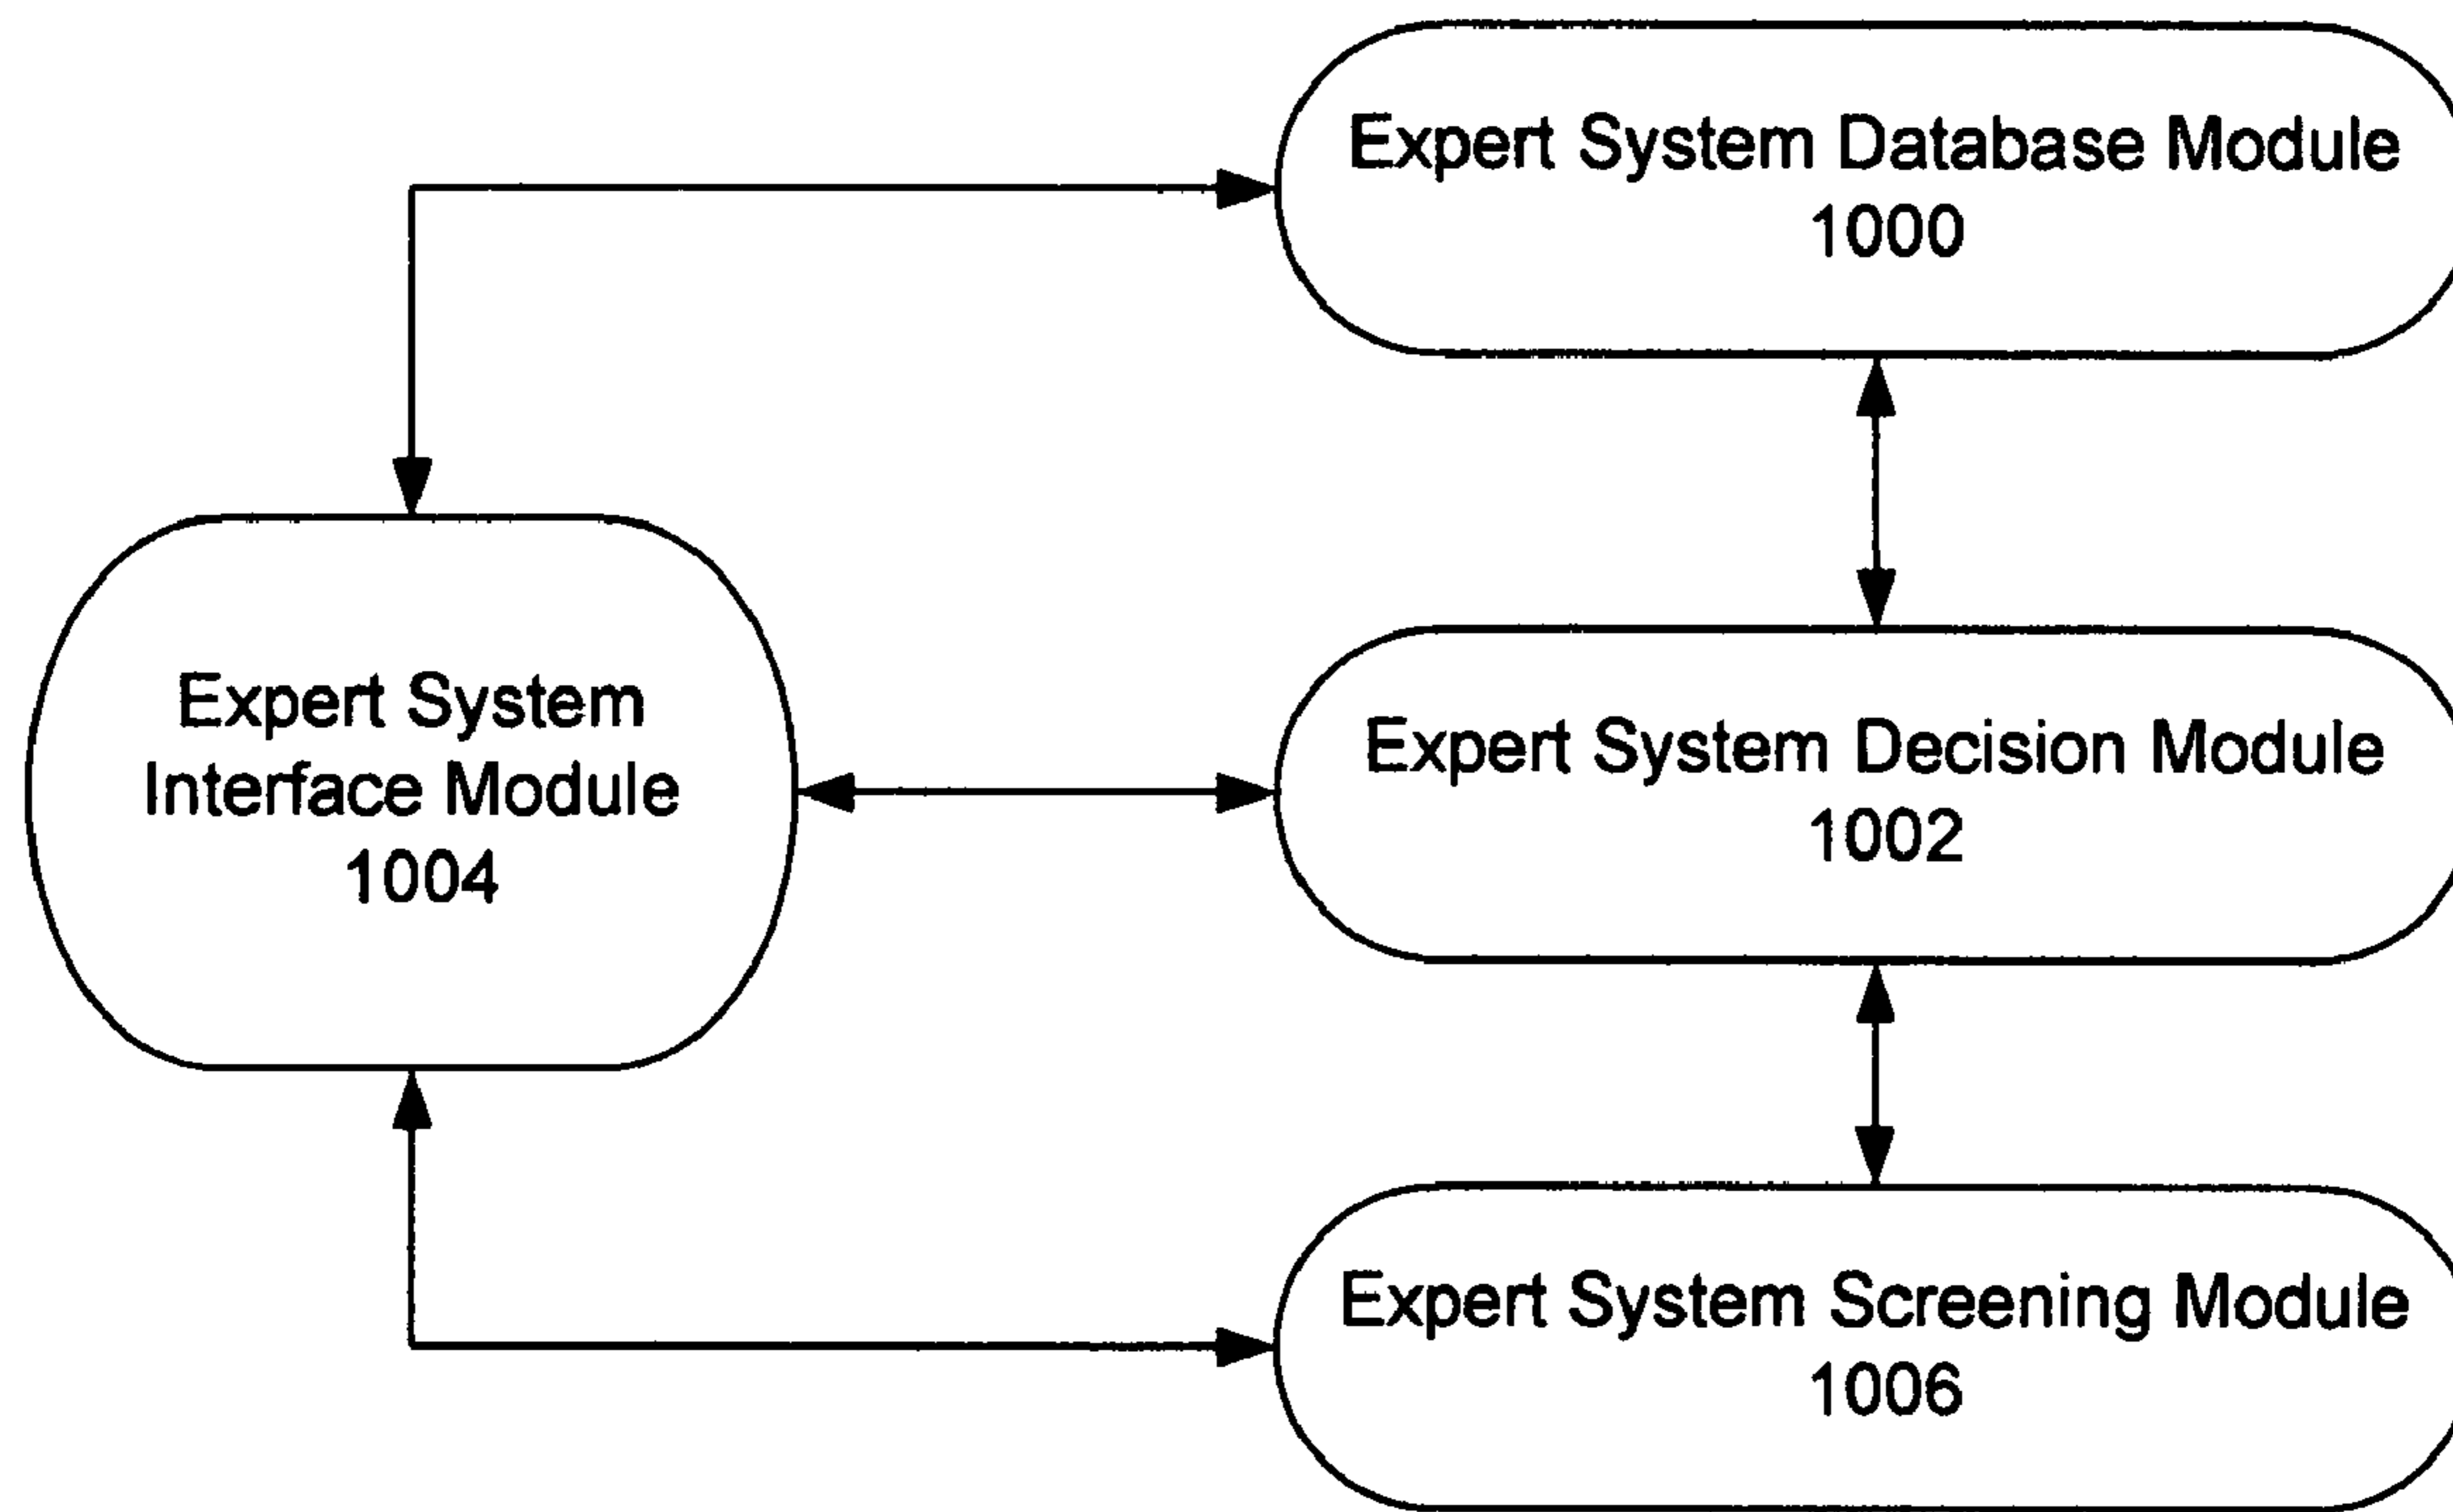 Expert System Database Module
1000
Expert System
Interface Module
1004
Expert System Decision Module
1002
Expert System Screening Module
1006